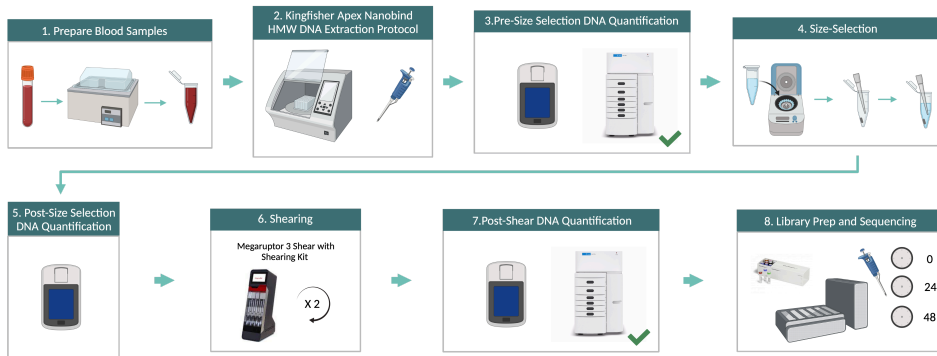 1. Prepare Blood Samples
2. Kingfisher Apex Nanobind
HMW DNA Extraction Protocol
3.Pre-Size Selection DNA Quantification
4. Size-Selection
5. Post-Size Selection
DNA Quantification
6. Shearing
Megaruptor 3 Shear with
Shearing Kit
X 2
7.Post-Shear DNA Quantification
8. Library Prep and Sequencing
0
24
48